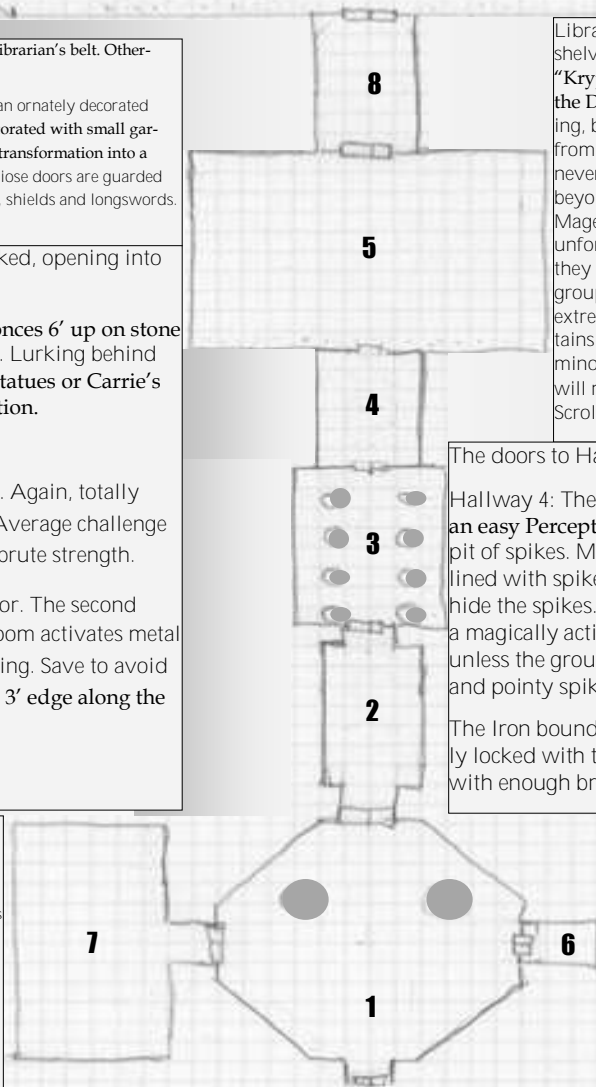 ibrarian's belt. Other-
an ornately decorated
orated with small gar-
transformation into a
iose doors are guarded
, shields and longswords.
ked, opening into
onces 6' up on stone
. Lurking behind
tatues or Carrie's
tion.
. Again, totally
Average challenge
brute strength.
or. The second
oom activates metal
ing. Save to avoid
3' edge along the
s
8
5
4
3
2
7
6
1
Libra
shelv
"Kryp
the D
ing, b
from
never
beyo
Mage
unfor
they
group
extre
tains
mino
will r
Scrol
The doors to Ha
Hallway 4: The
an easy Percept
pit of spikes. M
lined with spike
hide the spikes.
a magically acti
unless the grou
and pointy spik
The Iron bound
ly locked with t
with enough br